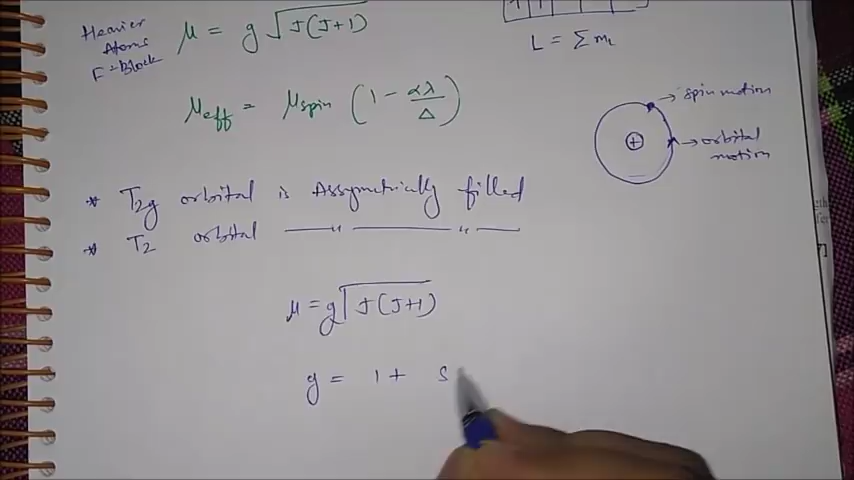 Heavier
Atoms
F-Block
μ = g √J(J+1)
L = Σ mL
μeff = μspin (1 - αλ/Δ)
→ spin motion
+
→ orbital
motion
* T2g orbital is Assymetrically filled
* T2 orbital —— " —— " ——
μ = g√J(J+1)
g = 1 + S